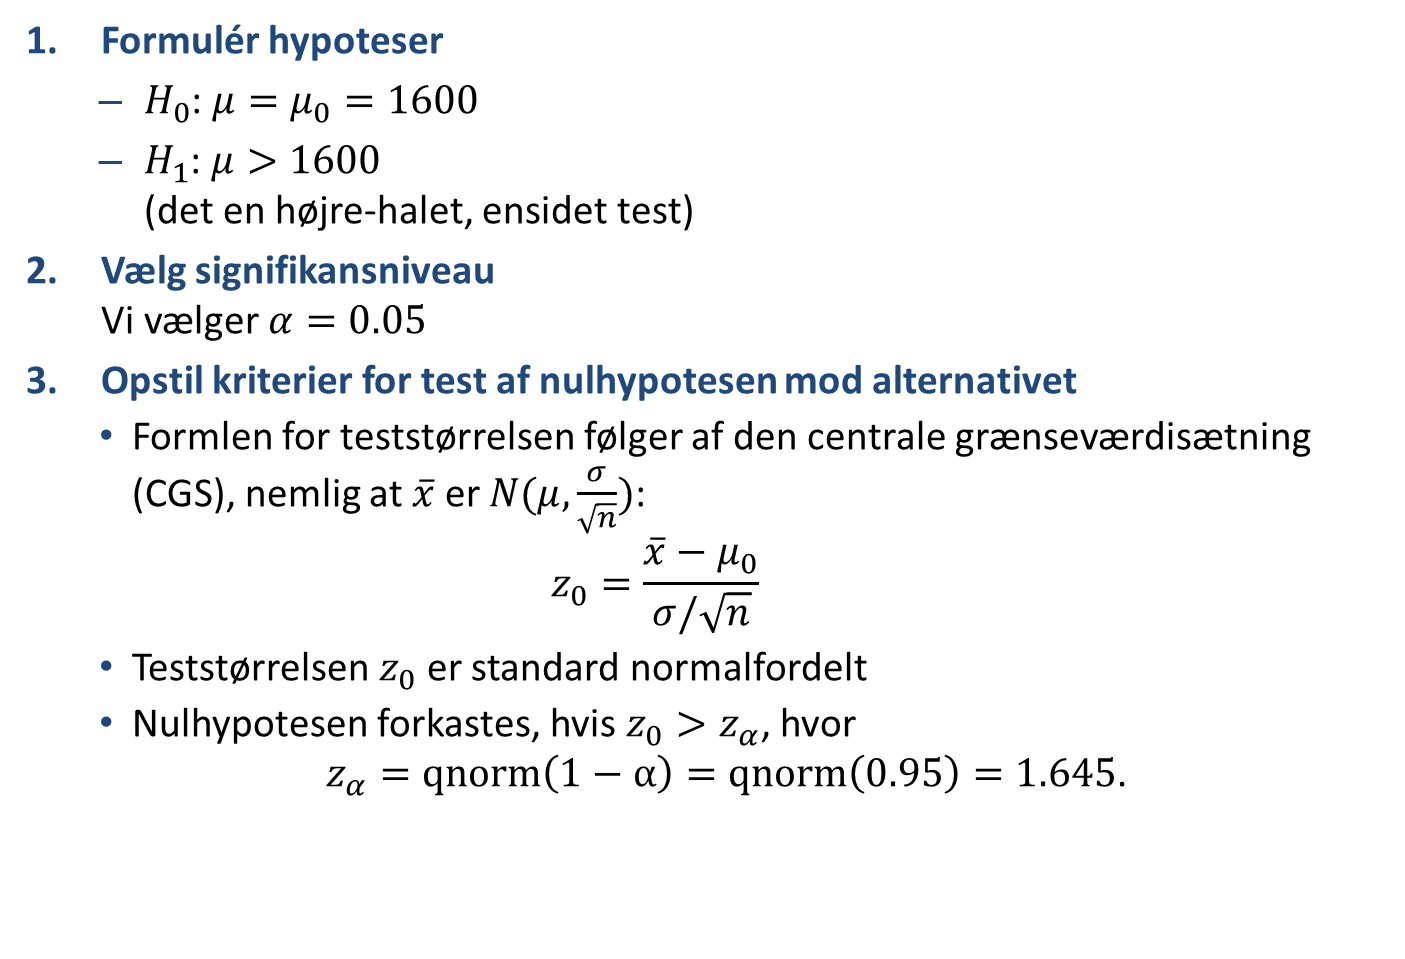 1. Formulér hypoteser
– H₀: μ = μ₀ = 1600
– H₁: μ > 1600
(det en højre-halet, ensidet test)
2. Vælg signifikansniveau
Vi vælger α = 0.05
3. Opstil kriterier for test af nulhypotesen mod alternativet
• Formlen for teststørrelsen følger af den centrale grænseværdisætning
(CGS), nemlig at x̄ er N(μ, σ/√n):
z₀ = (x̄ − μ₀)/(σ/√n)
• Teststørrelsen z₀ er standard normalfordelt
• Nulhypotesen forkastes, hvis z₀ > z_α, hvor
z_α = qnorm(1 − α) = qnorm(0.95) = 1.645.